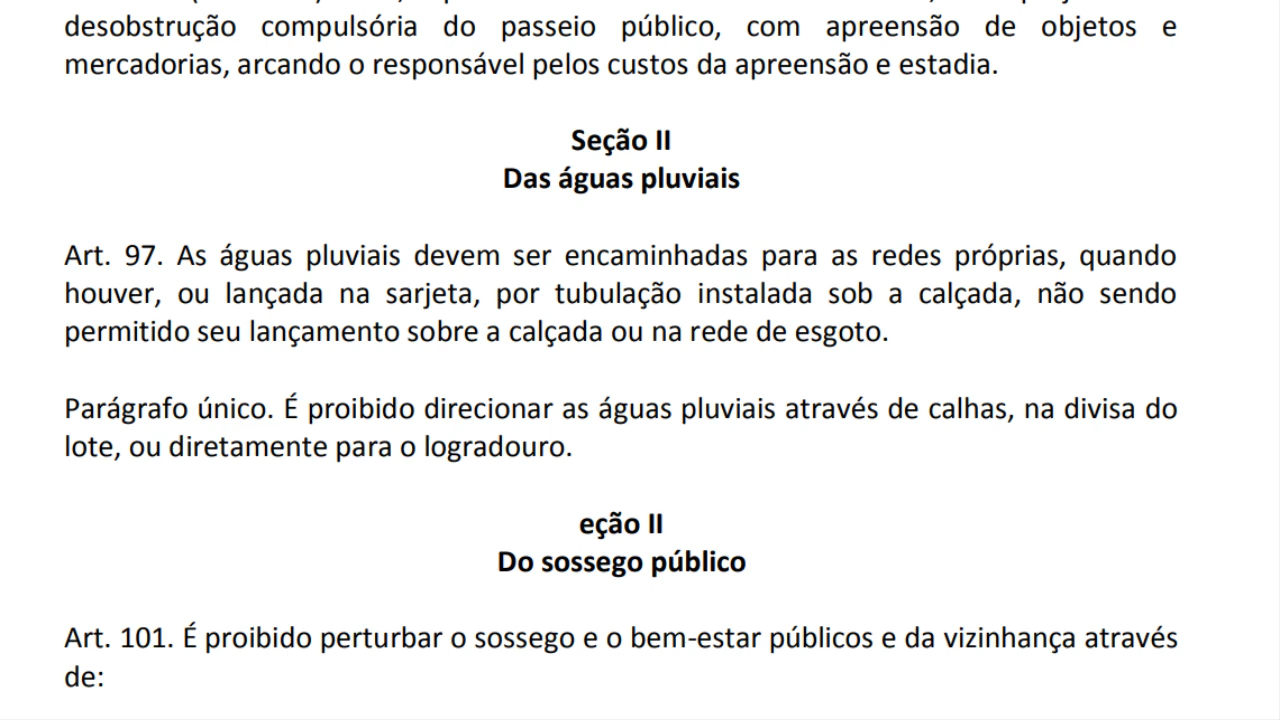 desobstrução compulsória do passeio público, com apreensão de objetos e
mercadorias, arcando o responsável pelos custos da apreensão e estadia.
Seção II
Das águas pluviais
Art. 97. As águas pluviais devem ser encaminhadas para as redes próprias, quando
houver, ou lançada na sarjeta, por tubulação instalada sob a calçada, não sendo
permitido seu lançamento sobre a calçada ou na rede de esgoto.
Parágrafo único. É proibido direcionar as águas pluviais através de calhas, na divisa do
lote, ou diretamente para o logradouro.
eção II
Do sossego público
Art. 101. É proibido perturbar o sossego e o bem-estar públicos e da vizinhança através
de: